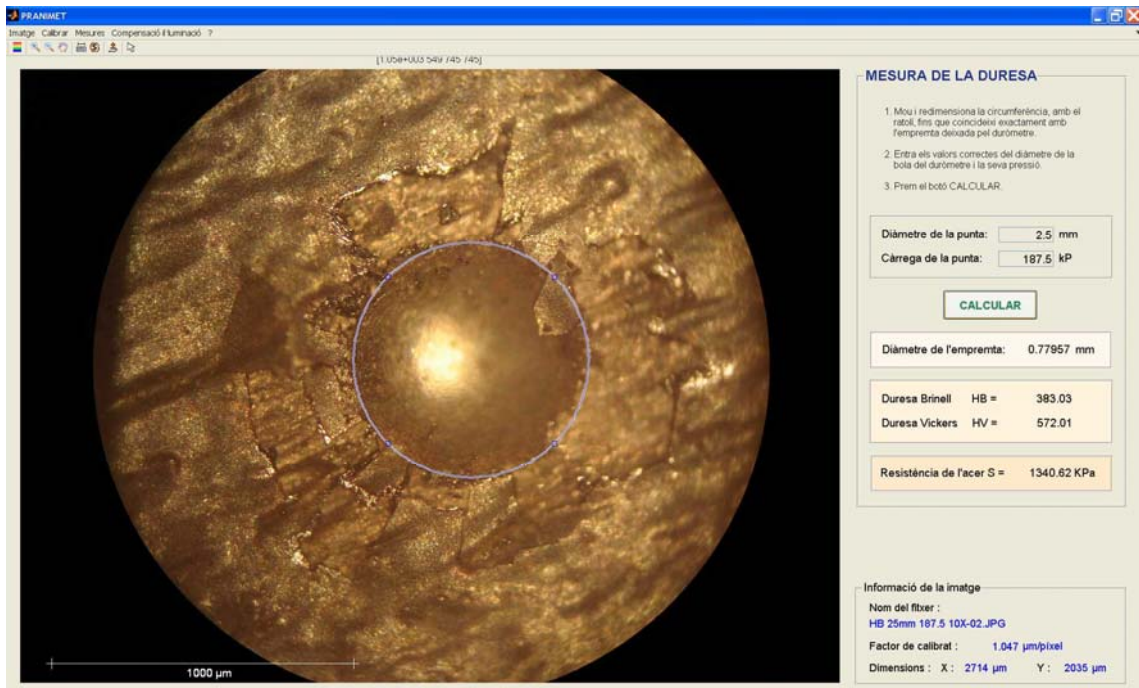 PRANIMET
Imatge Calibrar Mesures Compensació il·luminació ?
[1.05e+003 549 745 745]
MESURA DE LA DURESA
1. Mou i redimensiona la circumferència, amb el
ratolí, fins que coincideixi exactament amb
l'empremta deixada pel duròmetre.
2. Entra els valors correctes del diàmetre de la
bola del duròmetre i la seva pressió.
3. Prem el botó CALCULAR.
Diàmetre de la punta: 2.5 mm
Càrrega de la punta: 187.5 kP
CALCULAR
Diàmetre de l'empremta: 0.77957 mm
Duresa Brinell HB = 383.03
Duresa Vickers HV = 572.01
Resistència de l'acer S = 1340.62 KPa
1000 µm
Informació de la imatge
Nom del fitxer :
HB 25mm 187.5 10X-02.JPG
Factor de calibrat : 1.047 µm/píxel
Dimensions : X : 2714 µm Y : 2035 µm